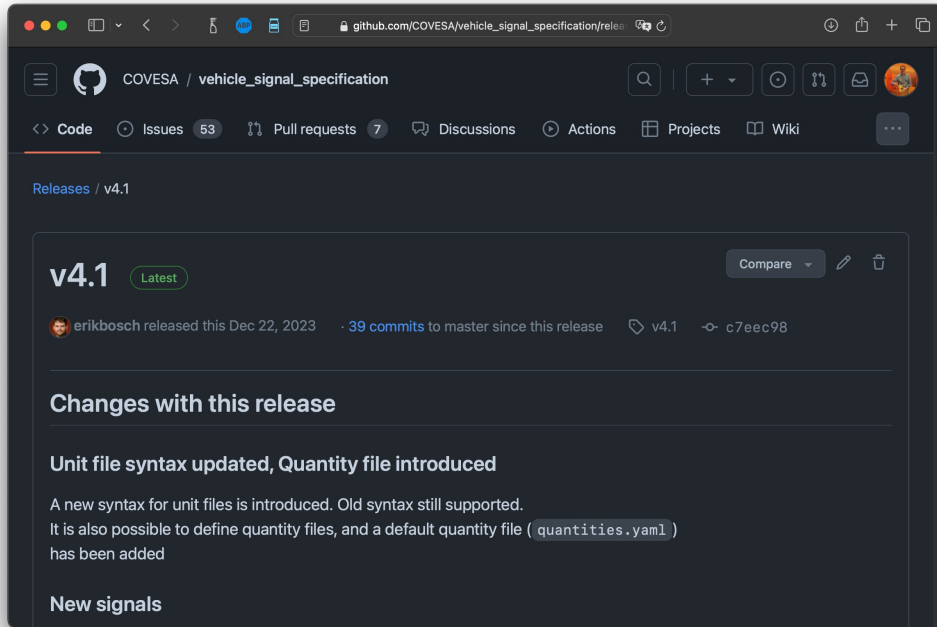 ABP
github.com/COVESA/vehicle_signal_specification/relea
COVESA / vehicle_signal_specification
Code
Issues 53
Pull requests 7
Discussions
Actions
Projects
Wiki
Releases / v4.1
v4.1 Latest
Compare
erikbosch released this Dec 22, 2023 · 39 commits to master since this release v4.1 c7eec98
Changes with this release
Unit file syntax updated, Quantity file introduced
A new syntax for unit files is introduced. Old syntax still supported.
It is also possible to define quantity files, and a default quantity file ( quantities.yaml )
has been added
New signals